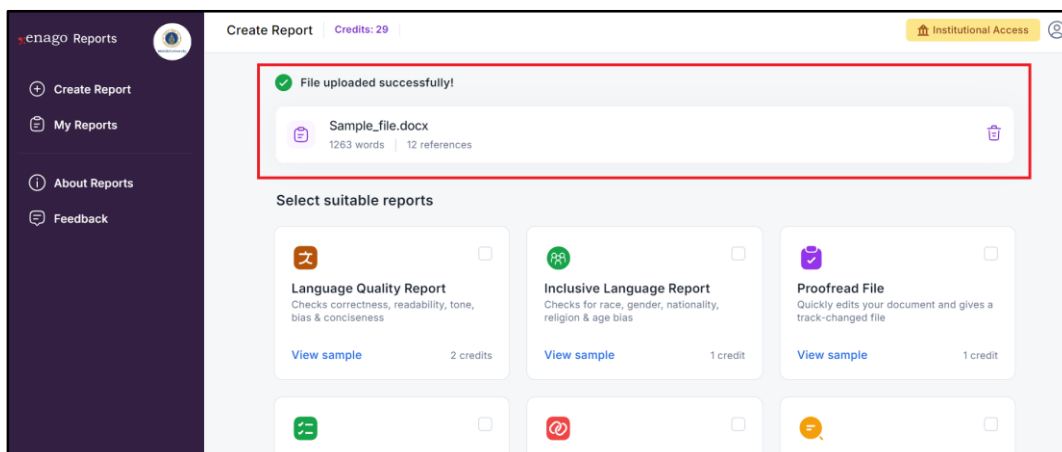 enago Reports
Create Report
My Reports
About Reports
Feedback
Create Report
Credits: 29
Institutional Access
File uploaded successfully!
Sample_file.docx
1263 words | 12 references
Select suitable reports
Language Quality Report
Checks correctness, readability, tone,
bias & conciseness
View sample
2 credits
Inclusive Language Report
Checks for race, gender, nationality,
religion & age bias
View sample
1 credit
Proofread File
Quickly edits your document and gives a
track-changed file
View sample
1 credit